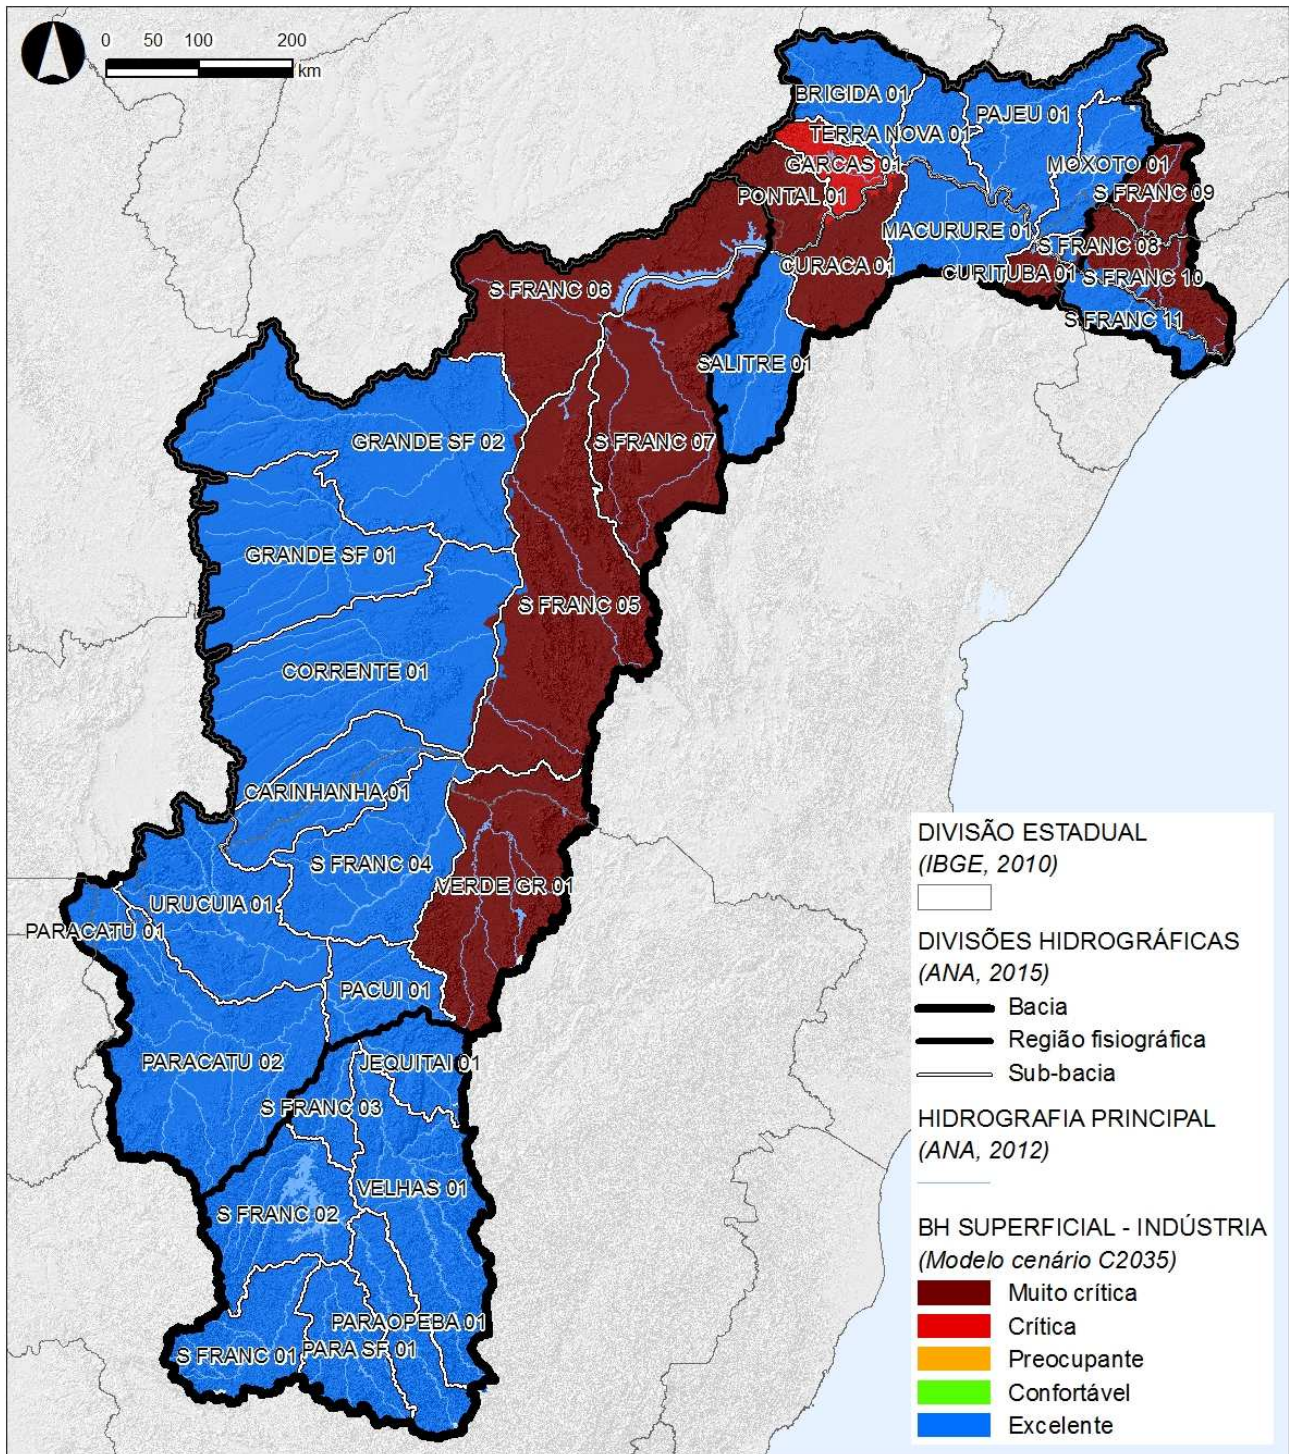 0 50 100 200
km
BRIGIDA 01
PAJEU 01
TERRA NOVA 01
GARCAS 01
MOXOTO 01
PONTAL 01
S FRANC 09
MACURURE 01
S FRANC 08
CURACA 01
CURITUBA 01
S FRANC 10
S FRANC 06
S FRANC 11
SALITRE 01
GRANDE SF 02
S FRANC 07
GRANDE SF 01
S FRANC 05
CORRENTE 01
CARINHANHA 01
S FRANC 04
VERDE GR 01
URUCUIA 01
PARACATU 01
PACUI 01
PARACATU 02
JEQUITAI 01
S FRANC 03
VELHAS 01
S FRANC 02
PARAOPEBA 01
PARA SF 01
S FRANC 01
DIVISÃO ESTADUAL
(IBGE, 2010)
DIVISÕES HIDROGRÁFICAS
(ANA, 2015)
Bacia
Região fisiográfica
Sub-bacia
HIDROGRAFIA PRINCIPAL
(ANA, 2012)
BH SUPERFICIAL - INDÚSTRIA
(Modelo cenário C2035)
Muito crítica
Crítica
Preocupante
Confortável
Excelente